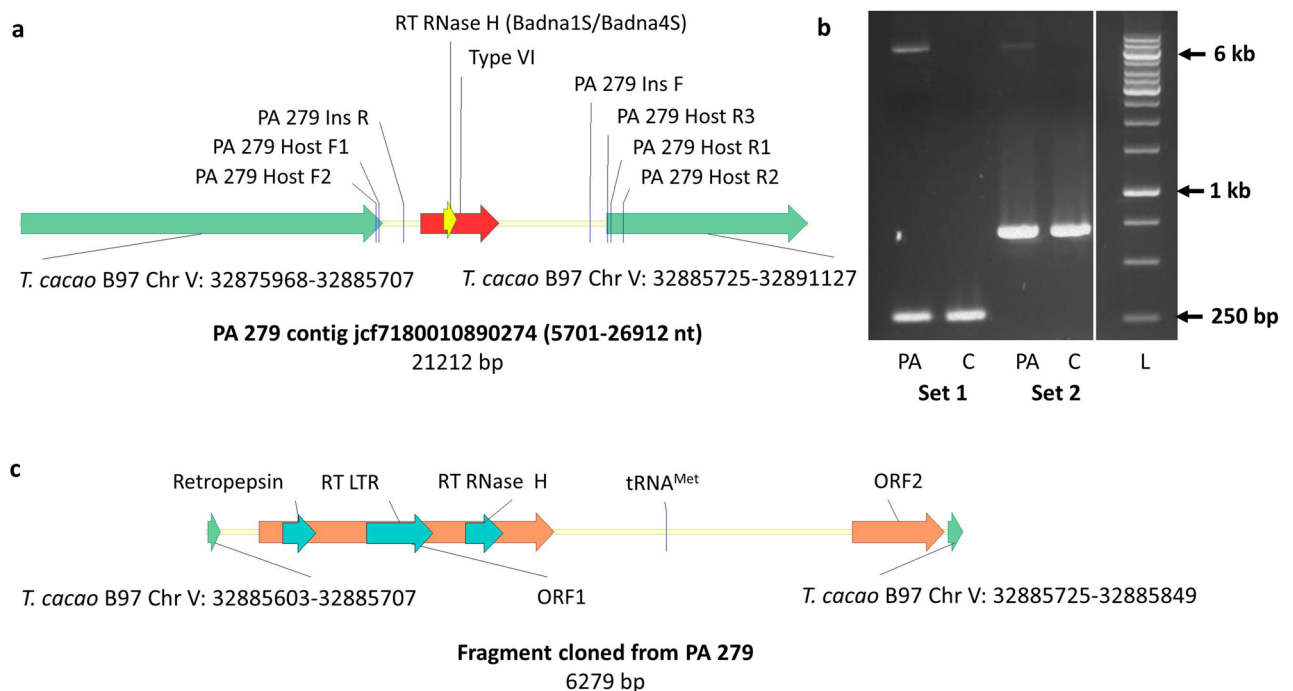 a
RT RNase H (Badna1S/Badna4S)
Type VI
PA 279 Ins F
PA 279 Ins R
PA 279 Host R3
PA 279 Host F1
PA 279 Host R1
PA 279 Host F2
PA 279 Host R2
T. cacao B97 Chr V: 32875968-32885707
T. cacao B97 Chr V: 32885725-32891127
PA 279 contig jcf7180010890274 (5701-26912 nt)
21212 bp
b
6 kb
1 kb
250 bp
PA C PA C L
Set 1 Set 2
c
Retropepsin RT LTR RT RNase H tRNAMet ORF2
T. cacao B97 Chr V: 32885603-32885707
ORF1
T. cacao B97 Chr V: 32885725-32885849
Fragment cloned from PA 279
6279 bp